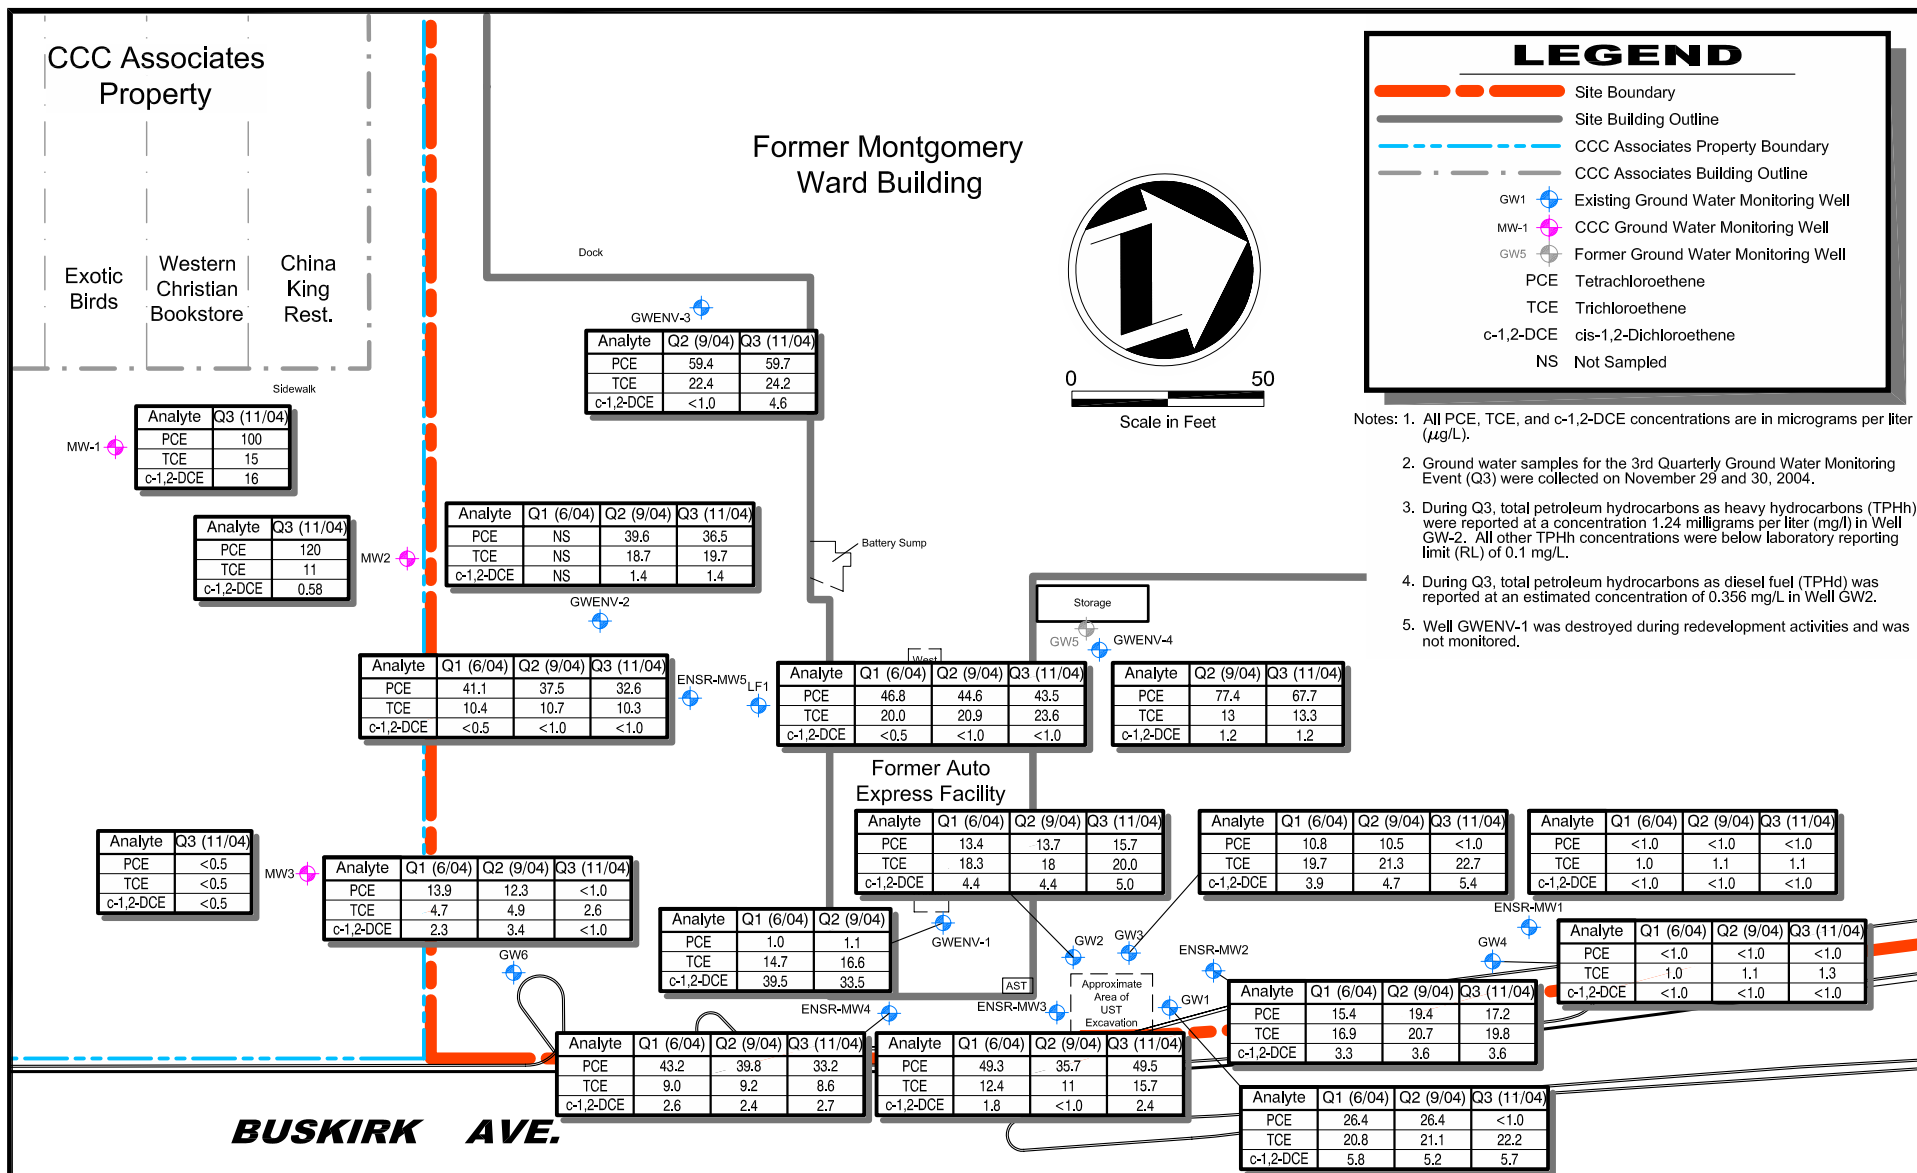 CCC Associates
Property
Exotic
Birds
Western
Christian
Bookstore
China
King
Rest.
Sidewalk
Former Montgomery
Ward Building
Dock
0 50
Scale in Feet
LEGEND
Site Boundary
Site Building Outline
CCC Associates Property Boundary
CCC Associates Building Outline
GW1 Existing Ground Water Monitoring Well
MW-1 CCC Ground Water Monitoring Well
GW5 Former Ground Water Monitoring Well
PCE Tetrachloroethene
TCE Trichloroethene
c-1,2-DCE cis-1,2-Dichloroethene
NS Not Sampled
Notes: 1. All PCE, TCE, and c-1,2-DCE concentrations are in micrograms per liter
(µg/L).
2. Ground water samples for the 3rd Quarterly Ground Water Monitoring
Event (Q3) were collected on November 29 and 30, 2004.
3. During Q3, total petroleum hydrocarbons as heavy hydrocarbons (TPHh)
were reported at a concentration 1.24 milligrams per liter (mg/l) in Well
GW-2. All other TPHh concentrations were below laboratory reporting
limit (RL) of 0.1 mg/L.
4. During Q3, total petroleum hydrocarbons as diesel fuel (TPHd) was
reported at an estimated concentration of 0.356 mg/L in Well GW2.
5. Well GWENV-1 was destroyed during redevelopment activities and was
not monitored.
GWENV-3
Analyte Q2 (9/04) Q3 (11/04)
PCE 59.4 59.7
TCE 22.4 24.2
c-1,2-DCE <1.0 4.6
MW-1
Analyte Q3 (11/04)
PCE 100
TCE 15
c-1,2-DCE 16
MW2
Analyte Q3 (11/04)
PCE 120
TCE 11
c-1,2-DCE 0.58
Analyte Q1 (6/04) Q2 (9/04) Q3 (11/04)
PCE NS 39.6 36.5
TCE NS 18.7 19.7
c-1,2-DCE NS 1.4 1.4
GWENV-2
Battery Sump
Storage
GW5
GWENV-4
West
Analyte Q1 (6/04) Q2 (9/04) Q3 (11/04)
PCE 41.1 37.5 32.6
TCE 10.4 10.7 10.3
c-1,2-DCE <0.5 <1.0 <1.0
ENSR-MW5
LF1
Analyte Q1 (6/04) Q2 (9/04) Q3 (11/04)
PCE 46.8 44.6 43.5
TCE 20.0 20.9 23.6
c-1,2-DCE <0.5 <1.0 <1.0
Analyte Q2 (9/04) Q3 (11/04)
PCE 77.4 67.7
TCE 13 13.3
c-1,2-DCE 1.2 1.2
Former Auto
Express Facility
Analyte Q3 (11/04)
PCE <0.5
TCE <0.5
c-1,2-DCE <0.5
MW3
Analyte Q1 (6/04) Q2 (9/04) Q3 (11/04)
PCE 13.9 12.3 <1.0
TCE 4.7 4.9 2.6
c-1,2-DCE 2.3 3.4 <1.0
GW6
Analyte Q1 (6/04) Q2 (9/04) Q3 (11/04)
PCE 13.4 13.7 15.7
TCE 18.3 18 20.0
c-1,2-DCE 4.4 4.4 5.0
Analyte Q1 (6/04) Q2 (9/04) Q3 (11/04)
PCE 10.8 10.5 <1.0
TCE 19.7 21.3 22.7
c-1,2-DCE 3.9 4.7 5.4
Analyte Q1 (6/04) Q2 (9/04) Q3 (11/04)
PCE <1.0 <1.0 <1.0
TCE 1.0 1.1 1.1
c-1,2-DCE <1.0 <1.0 <1.0
ENSR-MW1
Analyte Q1 (6/04) Q2 (9/04)
PCE 1.0 1.1
TCE 14.7 16.6
c-1,2-DCE 39.5 33.5
GWENV-1
GW2
GW3
ENSR-MW2
GW4
Analyte Q1 (6/04) Q2 (9/04) Q3 (11/04)
PCE <1.0 <1.0 <1.0
TCE 1.0 1.1 1.3
c-1,2-DCE <1.0 <1.0 <1.0
AST
Approximate
Area of
UST
Excavation
ENSR-MW4
ENSR-MW3
GW1
Analyte Q1 (6/04) Q2 (9/04) Q3 (11/04)
PCE 15.4 19.4 17.2
TCE 16.9 20.7 19.8
c-1,2-DCE 3.3 3.6 3.6
Analyte Q1 (6/04) Q2 (9/04) Q3 (11/04)
PCE 43.2 39.8 33.2
TCE 9.0 9.2 8.6
c-1,2-DCE 2.6 2.4 2.7
Analyte Q1 (6/04) Q2 (9/04) Q3 (11/04)
PCE 49.3 35.7 49.5
TCE 12.4 11 15.7
c-1,2-DCE 1.8 <1.0 2.4
Analyte Q1 (6/04) Q2 (9/04) Q3 (11/04)
PCE 26.4 26.4 <1.0
TCE 20.8 21.1 22.2
c-1,2-DCE 5.8 5.2 5.7
BUSKIRK AVE.